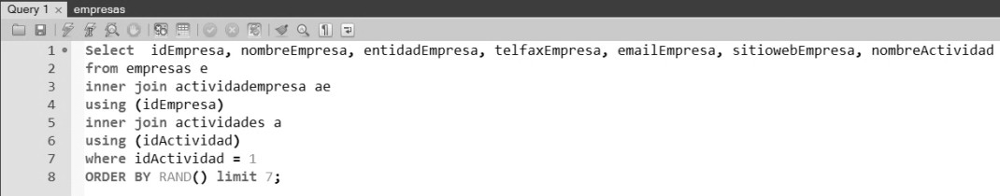 Query 1 × empresas
1 Select  idEmpresa, nombreEmpresa, entidadEmpresa, telfaxEmpresa, emailEmpresa, sitiowebEmpresa, nombreActividad
2 from empresas e
3 inner join actividadempresa ae
4 using (idEmpresa)
5 inner join actividades a
6 using (idActividad)
7 where idActividad = 1
8 ORDER BY RAND() limit 7;